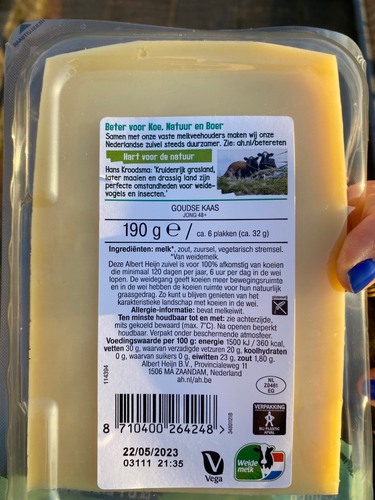 Beter voor Koe, Natuur en Boer
Samen met onze vaste melkveehouders maken wij onze
Nederlandse zuivel steeds duurzamer. Zie: ah.nl/betereten
Hart voor de natuur
Hans Kroodsma: 'Kruidenrijk grasland,
later maaien en drassig land zijn
perfecte omstandheden voor weide-
vogels en insecten.'
GOUDSE KAAS
JONG 48+
190 g ℮ / ca. 6 plakken (ca. 32 g)
Ingrediënten: melk*, zout, zuursel, vegetarisch stremsel.
*Van weidemelk.
Deze Albert Heijn zuivel is voor 100% afkomstig van koeien
die minimaal 120 dagen per jaar, 6 uur per dag in de wei
lopen. De weidegang geeft koeien meer bewegingsruimte
en in de wei hebben de koeien ruimte voor hun natuurlijk
graasgedrag. Zo kunt u blijven genieten van het
karakteristieke landschap met koeien in de wei.
Allergie-informatie: bevat melkeiwit.
Ten minste houdbaar tot en met: zie achterzijde,
mits gekoeld bewaard (max. 7°C). Na openen beperkt
houdbaar. Verpakt onder beschermende atmosfeer.
Voedingswaarde per 100 g: energie 1500 kJ / 360 kcal,
vetten 30 g, waarvan verzadigde vetzuren 20 g, koolhydraten
0 g, waarvan suikers 0 g, eiwitten 23 g, zout 1,80 g.
Albert Heijn B.V., Provincialeweg 11
1506 MA ZAANDAM, Nederland
ah.nl/ah.be
114394
NL
Z0481
EG
VERPAKKING
BIJ PLASTIC
AFVAL
8 710400 264248 >
22/05/2023
03111 21:35
Vega
Weide
melk